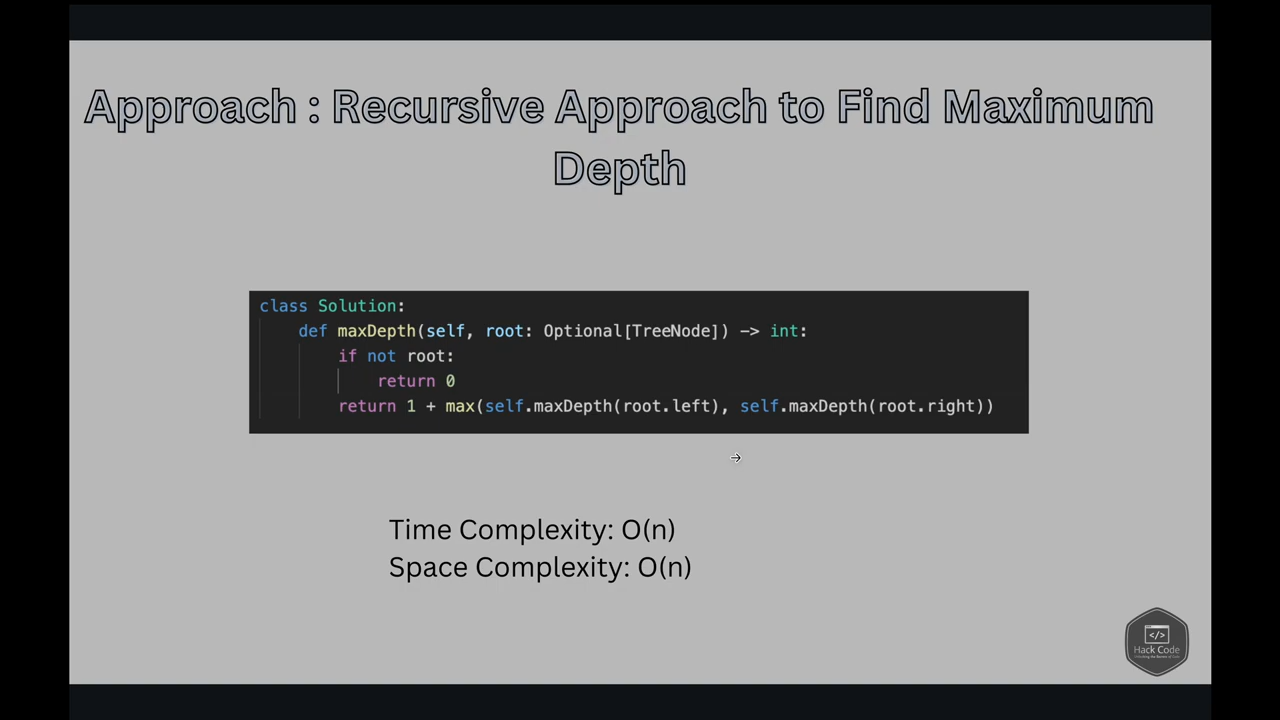 Approach : Recursive Approach to Find Maximum
Depth
class Solution:
    def maxDepth(self, root: Optional[TreeNode]) -> int:
        if not root:
            return 0
        return 1 + max(self.maxDepth(root.left), self.maxDepth(root.right))
Time Complexity: O(n)
Space Complexity: O(n)
</>
Hack Code